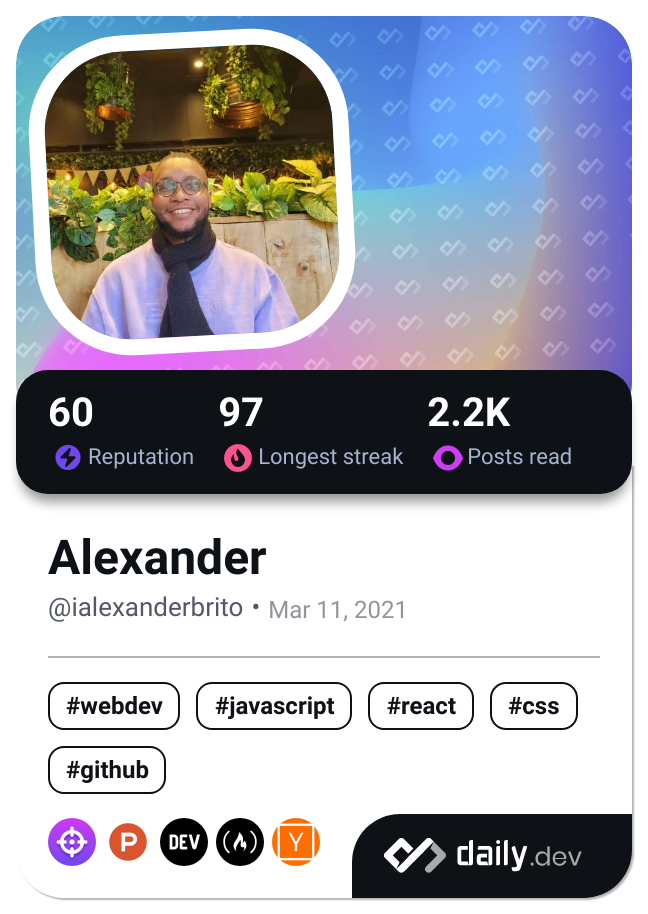 60 97 2.2K
Reputation Longest streak Posts read
Alexander
@ialexanderbrito • Mar 11, 2021
#webdev #javascript #react #css
#github
P DEV Y
daily.dev